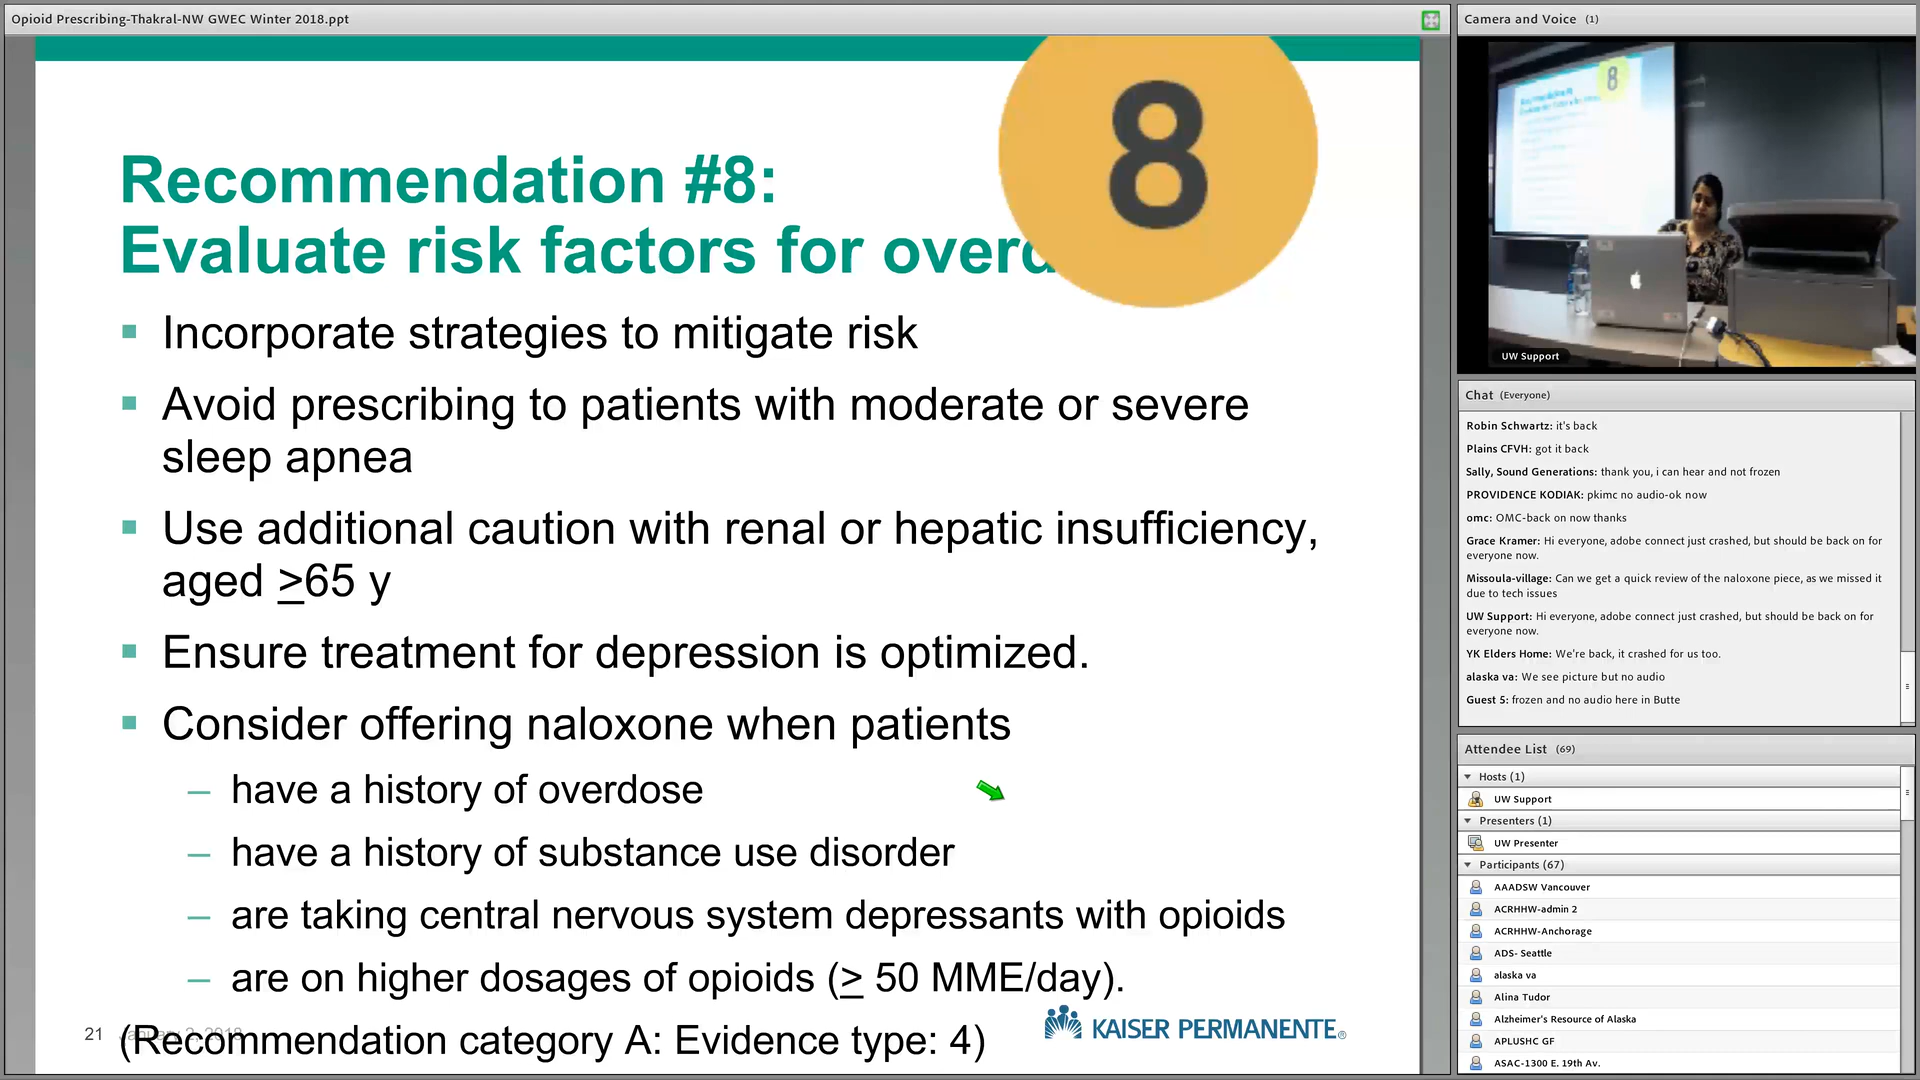 Opioid Prescribing-Thakral-NW GWEC Winter 2018.ppt
8
Recommendation #8:
Evaluate risk factors for
Incorporate strategies to mitigate risk
Avoid prescribing to patients with moderate or severe
sleep apnea
Use additional caution with renal or hepatic insufficiency,
aged >65 y
Ensure treatment for depression is optimized.
Consider offering naloxone when patients
– have a history of overdose
– have a history of substance use disorder
– are taking central nervous system depressants with opioids
– are on higher dosages of opioids (> 50 MME/day).
(Recommendation category A: Evidence type: 4)
21 January 2, 2018
KAISER PERMANENTE®
Camera and Voice (1)
8
UW Support
Chat (Everyone)
Robin Schwartz: it's back
Plains CFVH: got it back
Sally, Sound Generations: thank you, i can hear and not frozen
PROVIDENCE KODIAK: pkimc no audio-ok now
omc: OMC-back on now thanks
Grace Kramer: Hi everyone, adobe connect just crashed, but should be back on for
everyone now.
Missoula-village: Can we get a quick review of the naloxone piece, as we missed it
due to tech issues
UW Support: Hi everyone, adobe connect just crashed, but should be back on for
everyone now.
YK Elders Home: We're back, it crashed for us too.
alaska va: We see picture but no audio
Guest 5: frozen and no audio here in Butte
Attendee List (69)
Hosts (1)
UW Support
Presenters (1)
UW Presenter
Participants (67)
AAADSW Vancouver
ACRHHW-admin 2
ACRHHW-Anchorage
ADS- Seattle
alaska va
Alina Tudor
Alzheimer's Resource of Alaska
APLUSHC GF
ASAC-1300 E. 19th Av.